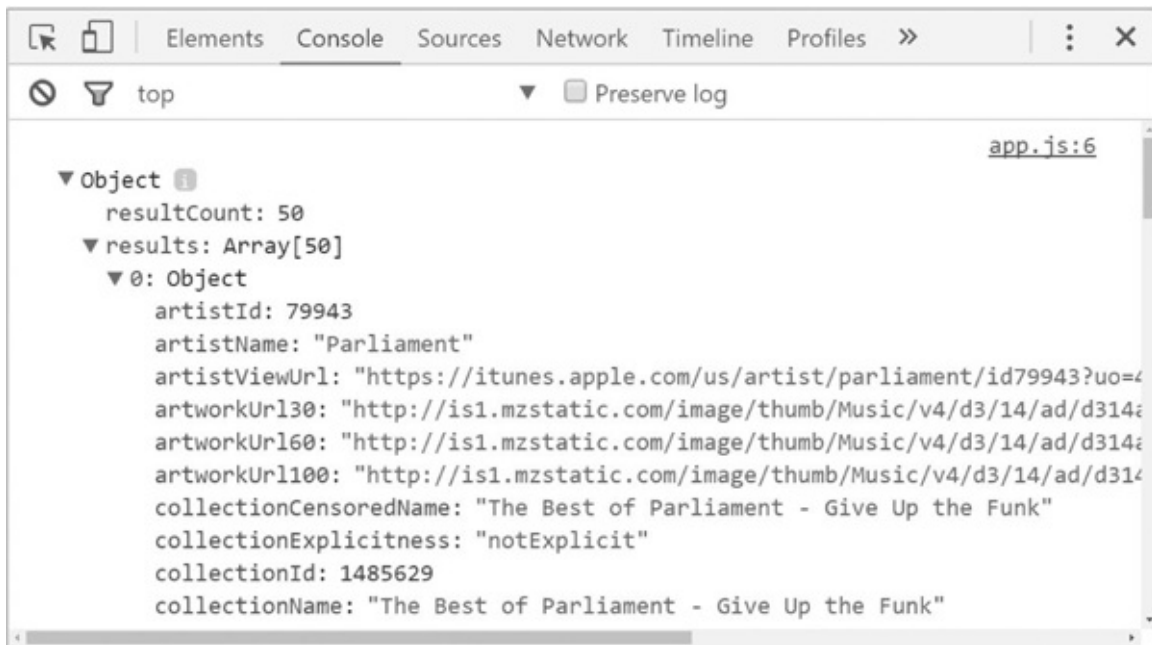 Elements Console Sources Network Timeline Profiles »
top Preserve log
app.js:6
Object i
resultCount: 50
results: Array[50]
0: Object
artistId: 79943
artistName: "Parliament"
artistViewUrl: "https://itunes.apple.com/us/artist/parliament/id79943?uo=4
artworkUrl30: "http://is1.mzstatic.com/image/thumb/Music/v4/d3/14/ad/d314a
artworkUrl60: "http://is1.mzstatic.com/image/thumb/Music/v4/d3/14/ad/d314a
artworkUrl100: "http://is1.mzstatic.com/image/thumb/Music/v4/d3/14/ad/d314
collectionCensoredName: "The Best of Parliament - Give Up the Funk"
collectionExplicitness: "notExplicit"
collectionId: 1485629
collectionName: "The Best of Parliament - Give Up the Funk"